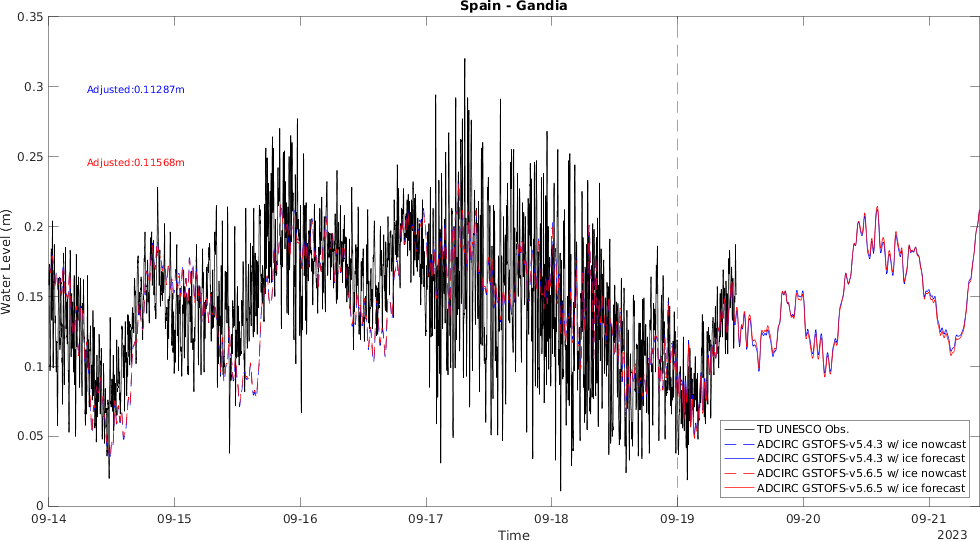 Spain - Gandia
0.35
0.3
0.25
0.2
0.15
0.1
0.05
0
Water Level (m)
Adjusted:0.11287m
Adjusted:0.11568m
TD UNESCO Obs.
ADCIRC GSTOFS-v5.4.3 w/ ice nowcast
ADCIRC GSTOFS-v5.4.3 w/ ice forecast
ADCIRC GSTOFS-v5.6.5 w/ ice nowcast
ADCIRC GSTOFS-v5.6.5 w/ ice forecast
09-14 09-15 09-16 09-17 09-18 09-19 09-20 09-21
Time
2023